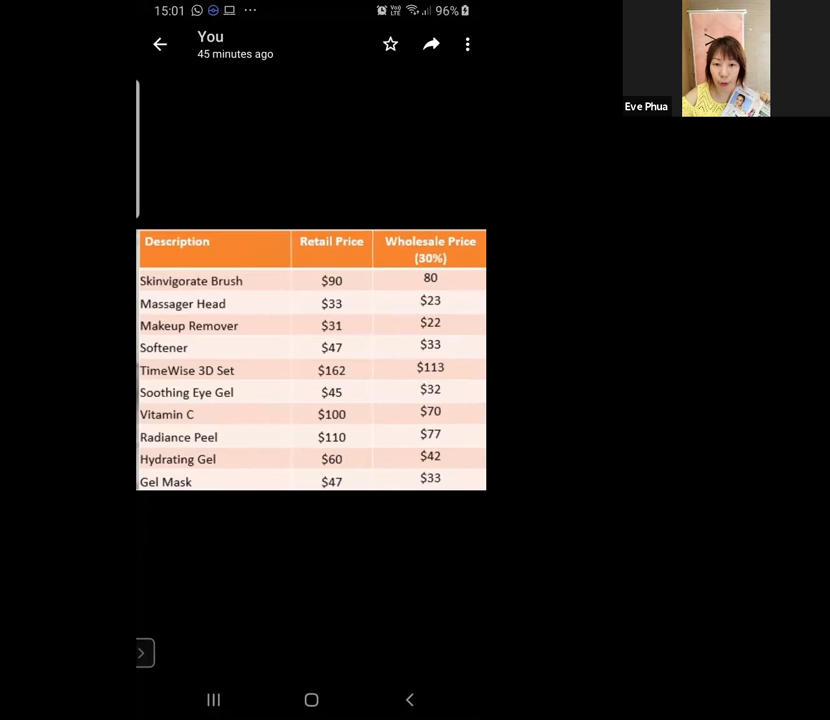 15:01
96%
You
45 minutes ago
Eve Phua
Description Retail Price Wholesale Price (30%)
Skinvigorate Brush $90 80
Massager Head $33 $23
Makeup Remover $31 $22
Softener $47 $33
TimeWise 3D Set $162 $113
Soothing Eye Gel $45 $32
Vitamin C $100 $70
Radiance Peel $110 $77
Hydrating Gel $60 $42
Gel Mask $47 $33